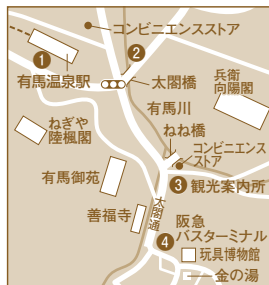 コンビニエンスストア
1
2
有馬温泉駅
太閤橋
兵衛
向陽閣
有馬川
ねぎや
陸楓閣
ねね橋
コンビニエンス
ストア
有馬御苑
3 観光案内所
太閤通
善福寺
阪急
4 バスターミナル
玩具博物館
金の湯